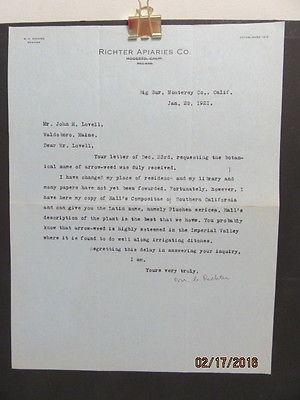 RICHTER APIARIES CO.
MODESTO, CALIF.
Big Sur, Monterey Co., Calif.
Jan. 28, 1921.
Mr. John H. Lovell,
Waldoboro, Maine.
Dear Mr. Lovell,
Your letter of Dec. 23rd, requesting the botan-
ical name of arrow-weed was duly received.
I have changed my place of residence- and my library and
many papers have not yet been fowarded. Fortunately, however, I
have here my copy of Hall's Compositae of Southern California
and can give you the Latin name, namely Pluchea sericea. Hall's
description of the plant is the best that we have. You probably
know that arrow-weed is highly esteemed in the Imperial Valley
where it is found to do well along irrigating ditches.
Regretting this delay in answering your inquiry,
I am.
Yours very truly,
Richter
02/17/2016